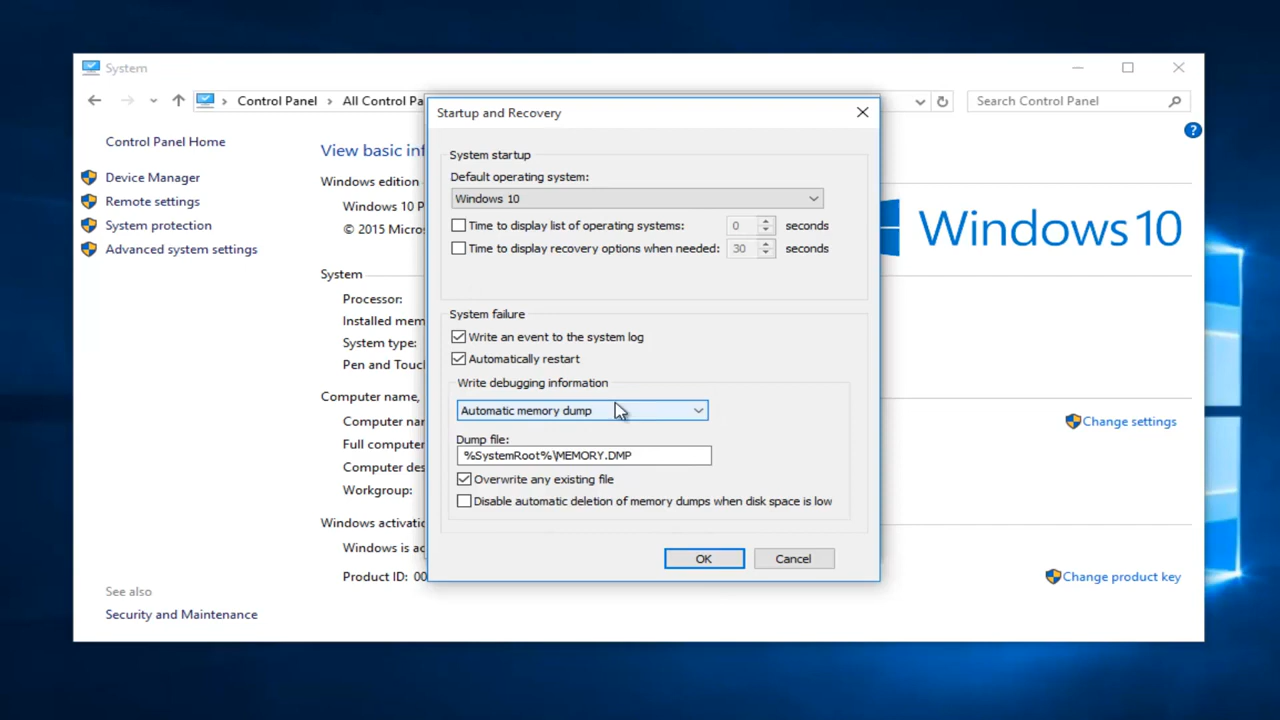 System
Control Panel > All Control Pa
Search Control Panel
Startup and Recovery
?
Control Panel Home
Device Manager
Remote settings
System protection
Advanced system settings
See also
Security and Maintenance
View basic in
Windows edition
Windows 10 P
© 2015 Micros
System
Processor:
Installed mem
System type:
Pen and Touc
Computer name,
Computer nar
Full computer
Computer des
Workgroup:
Windows activati
Windows is ac
Product ID: 00
System startup
Default operating system:
Windows 10
Time to display list of operating systems: 0 seconds
Time to display recovery options when needed: 30 seconds
System failure
Write an event to the system log
Automatically restart
Write debugging information
Automatic memory dump
Dump file:
%SystemRoot%\MEMORY.DMP
Overwrite any existing file
Disable automatic deletion of memory dumps when disk space is low
OK Cancel
Windows 10
Change settings
Change product key